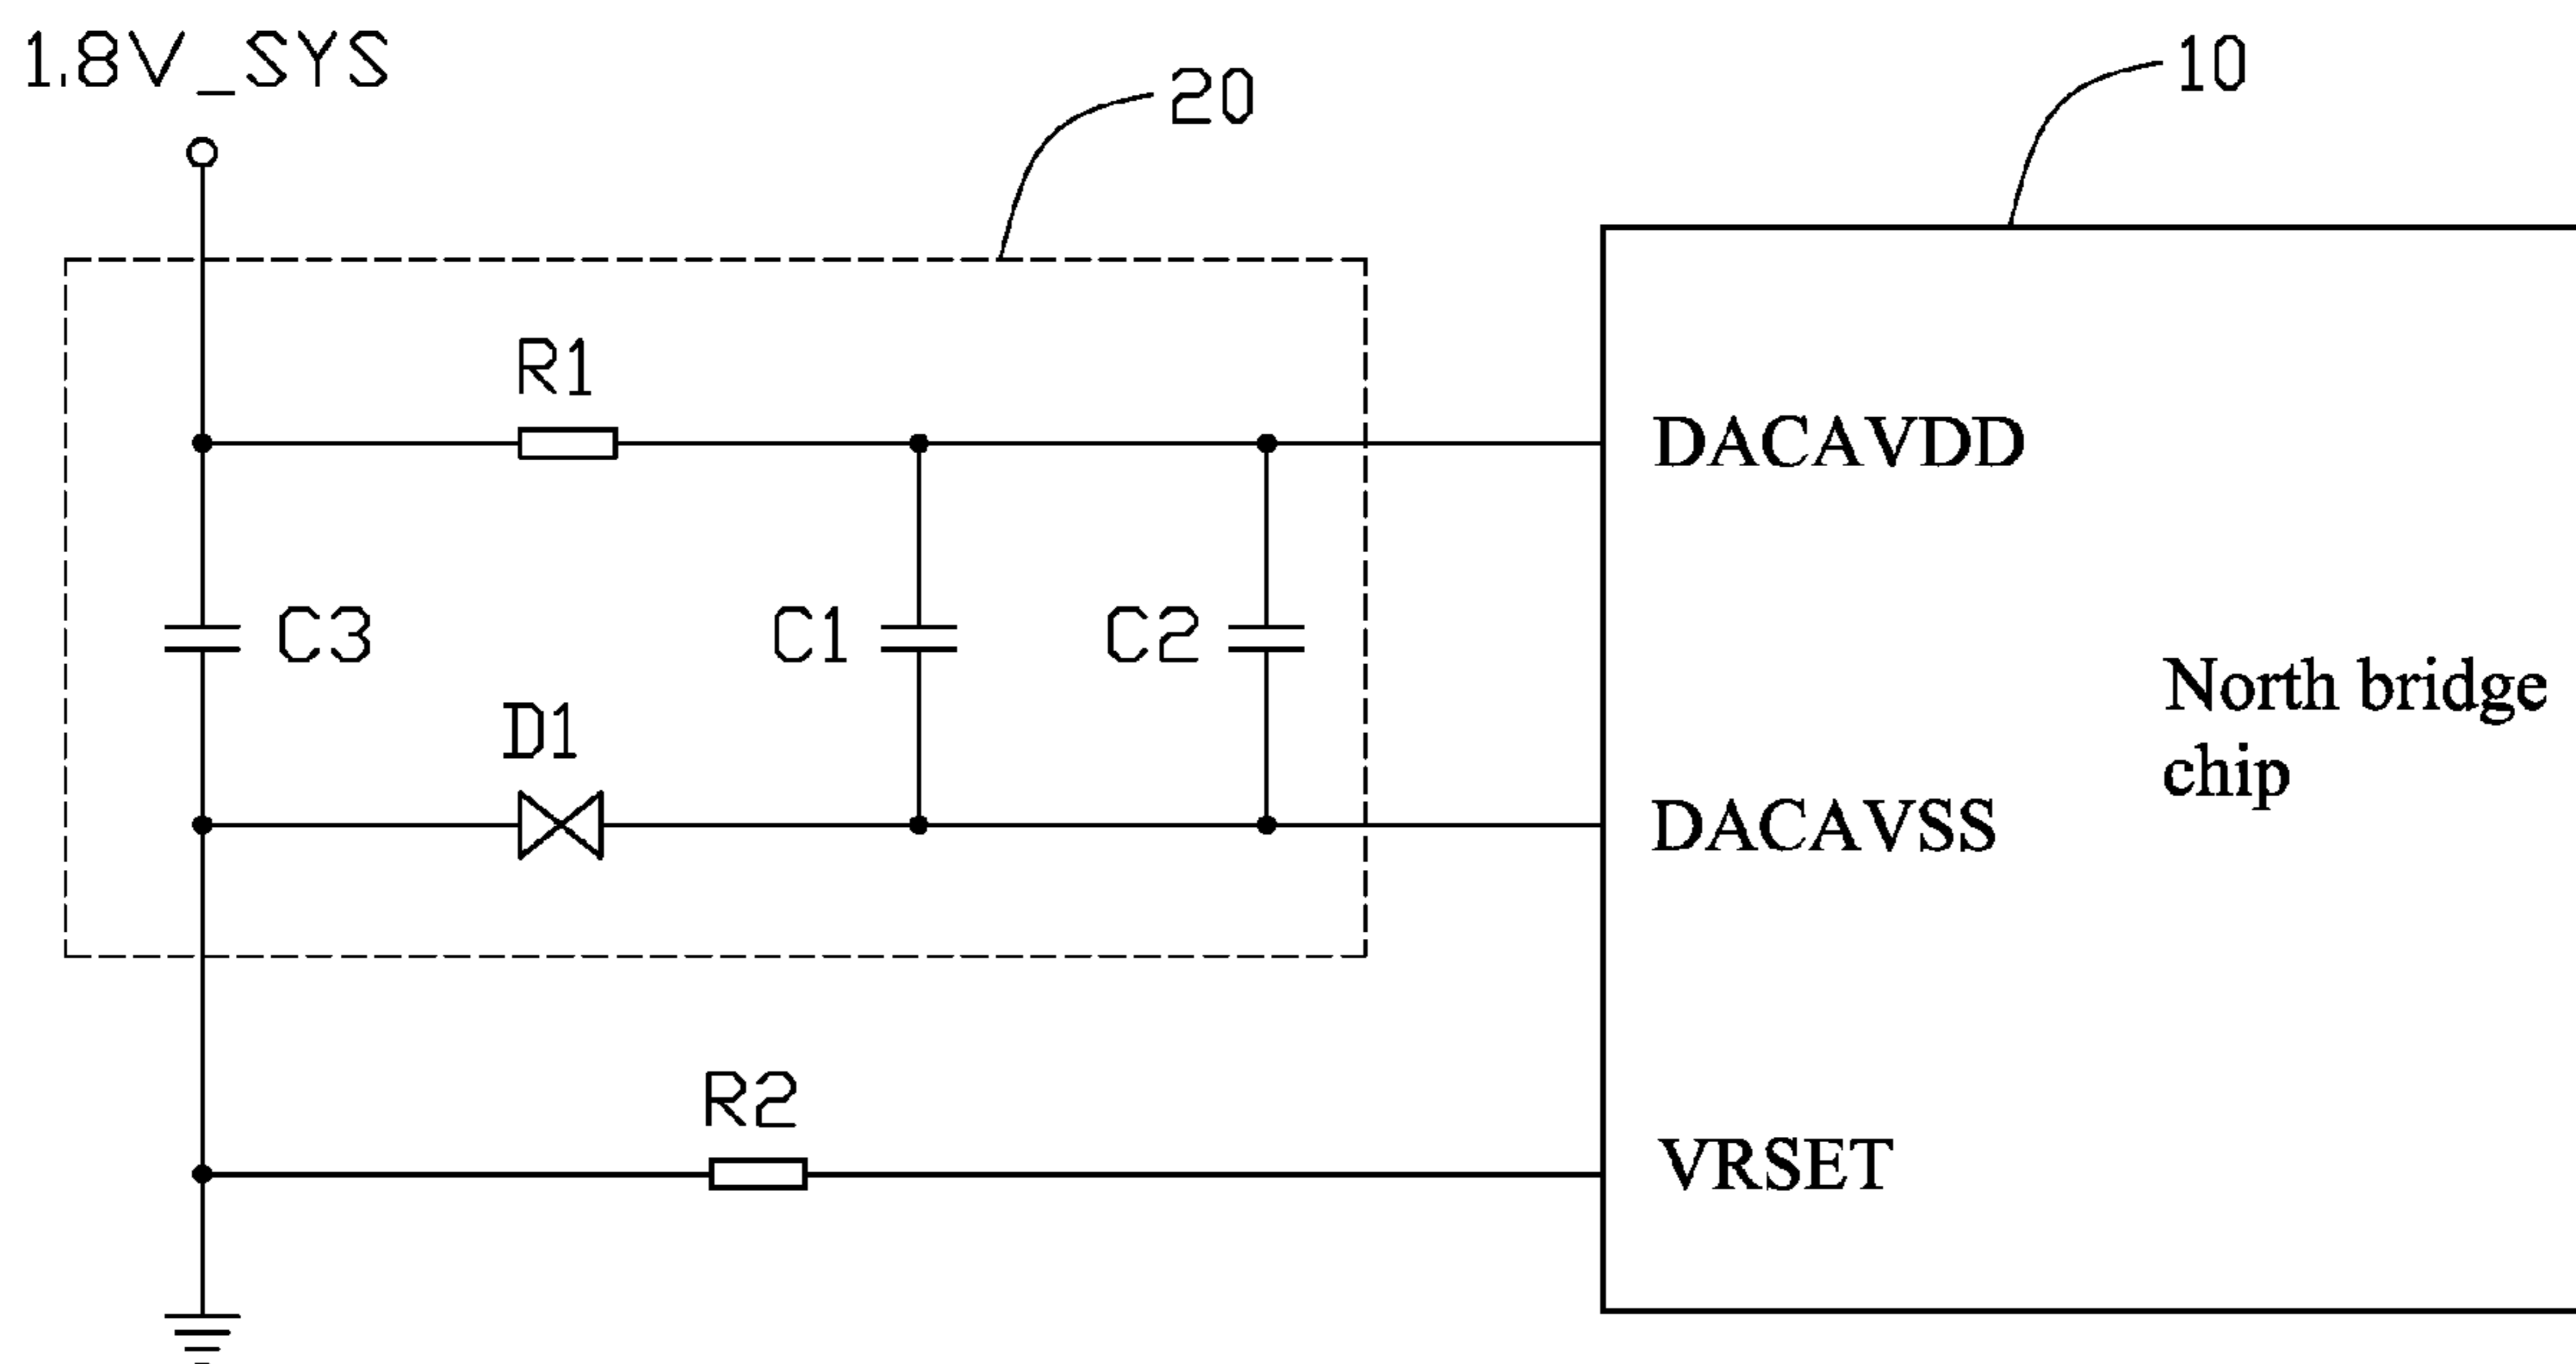 1.8V_SYS
20
10
R1
DACAVDD
C3
C1
C2
North bridge
chip
D1
DACAVSS
R2
VRSET